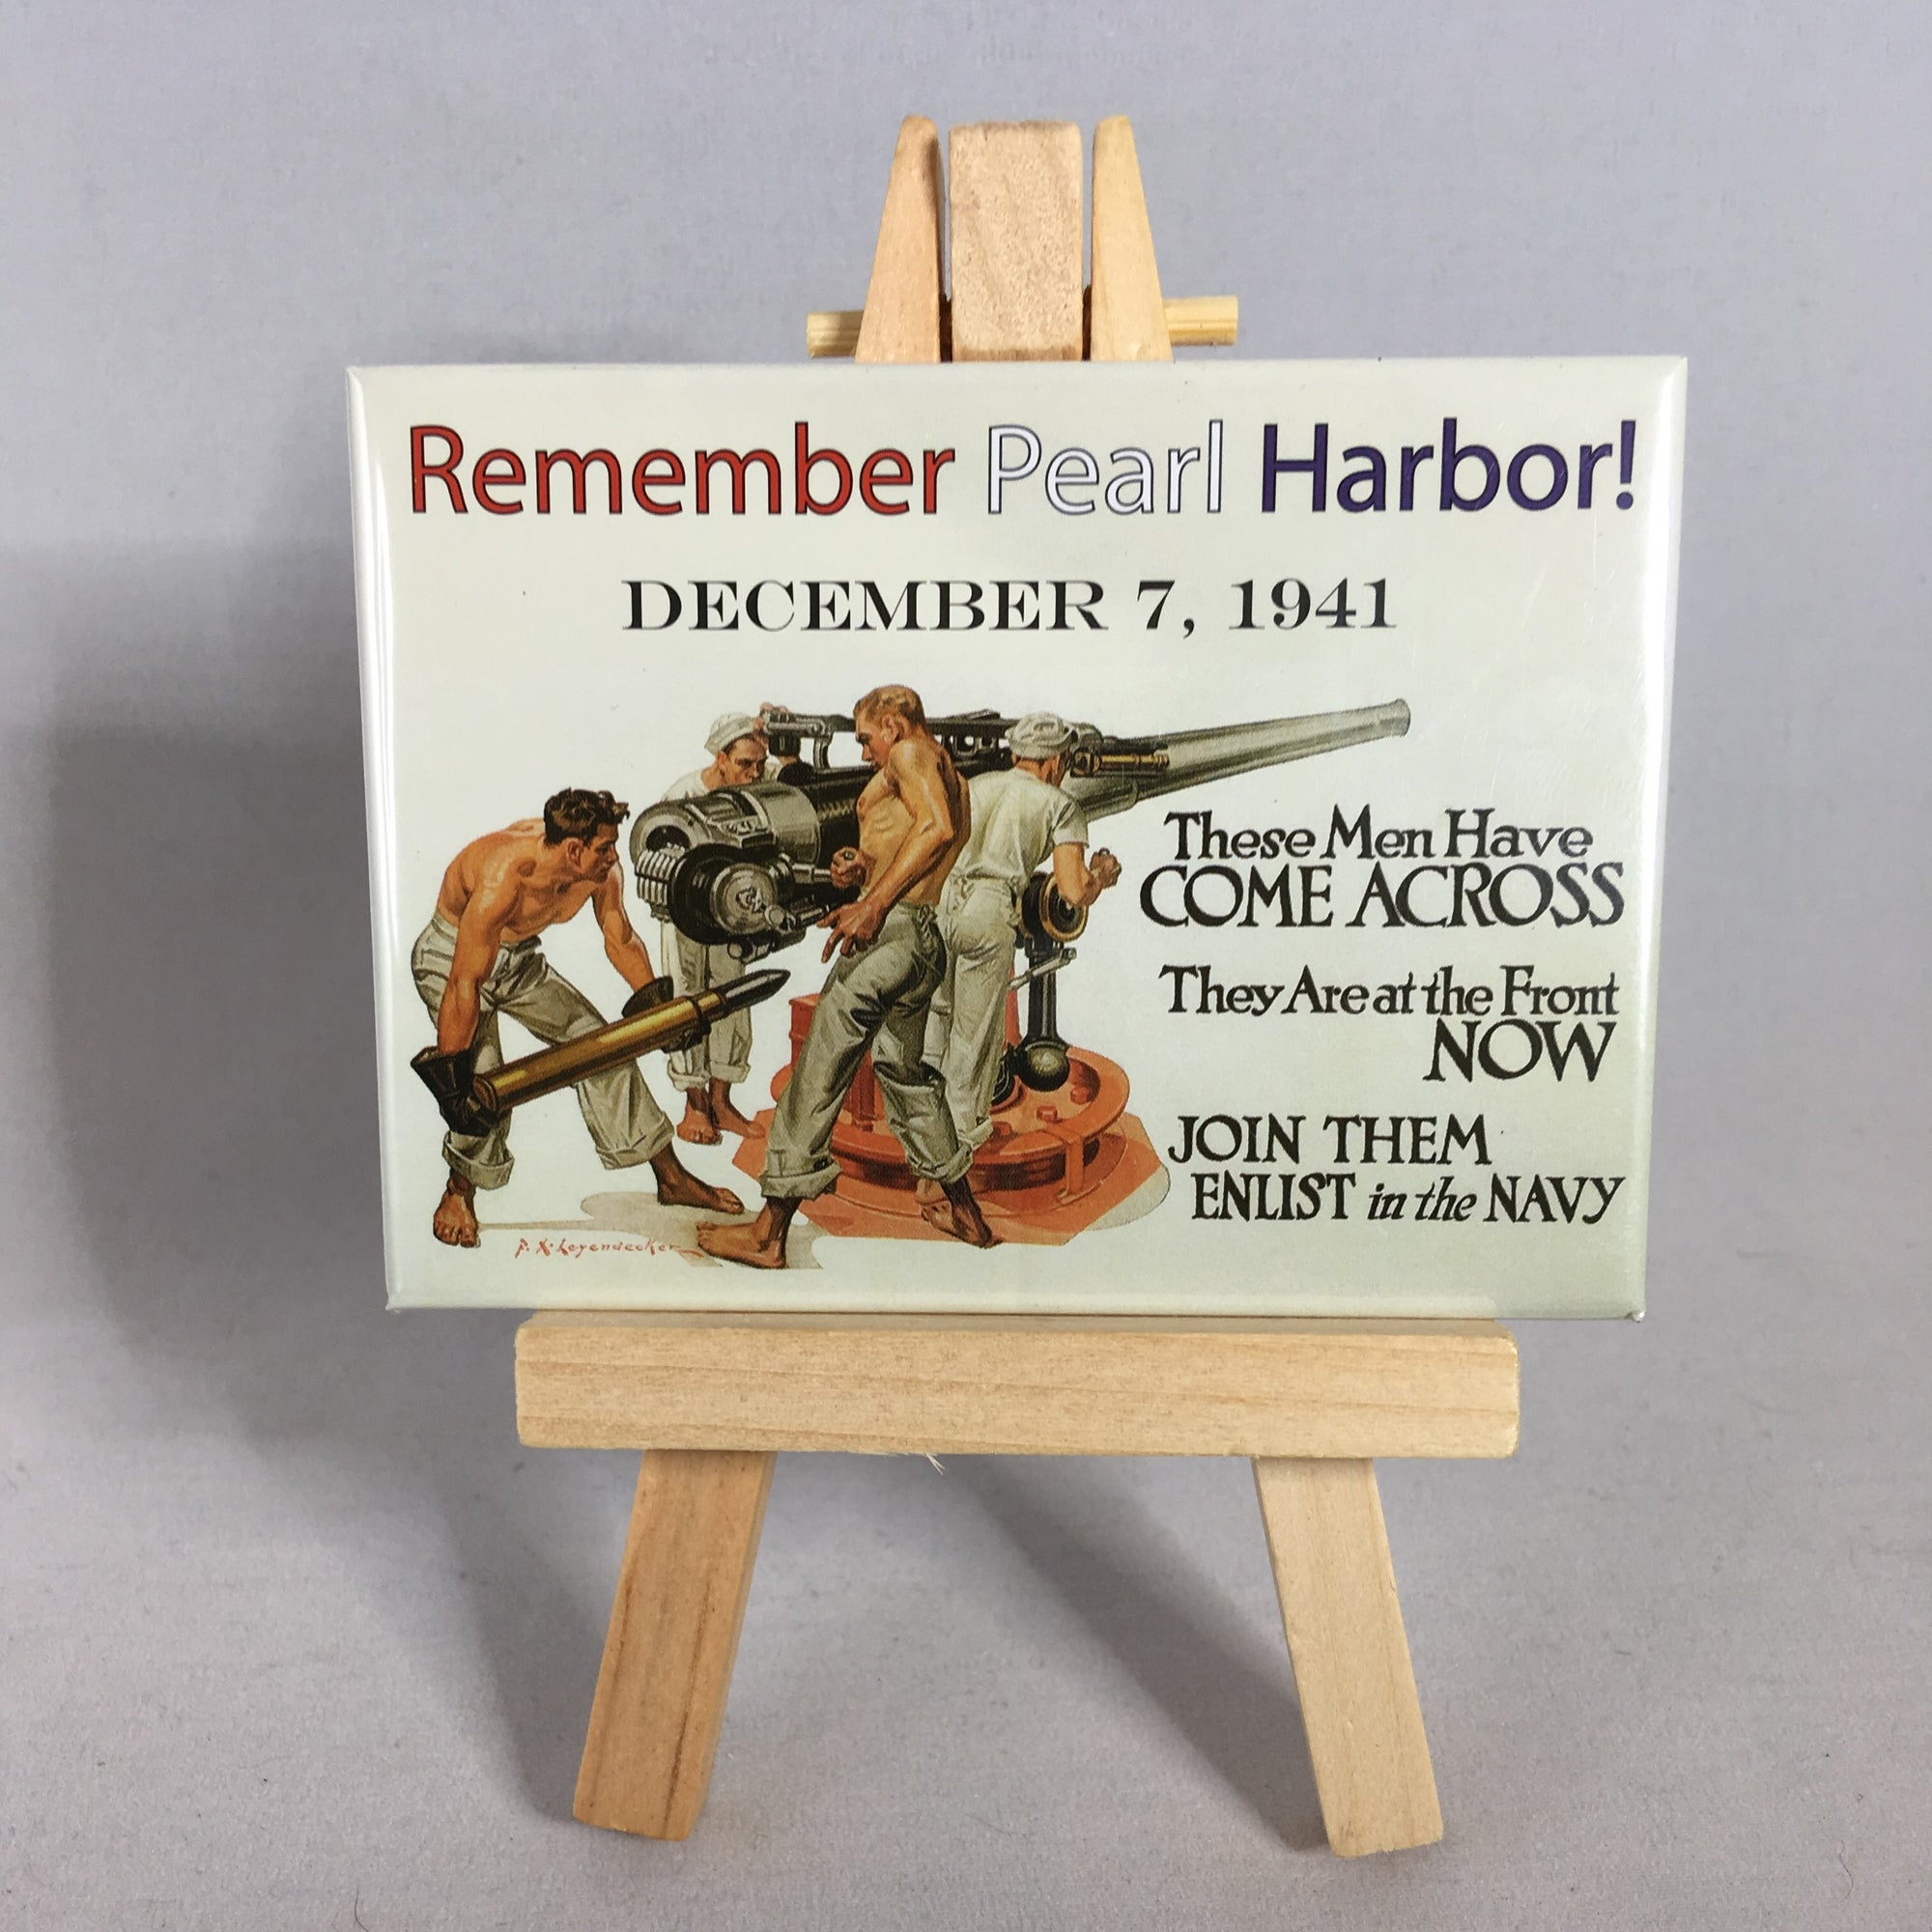 Remember Pearl Harbor!
DECEMBER 7, 1941
These Men Have
COME ACROSS
They Are at the Front
NOW
JOIN THEM
ENLIST in the NAVY
F. X. Leyendecker